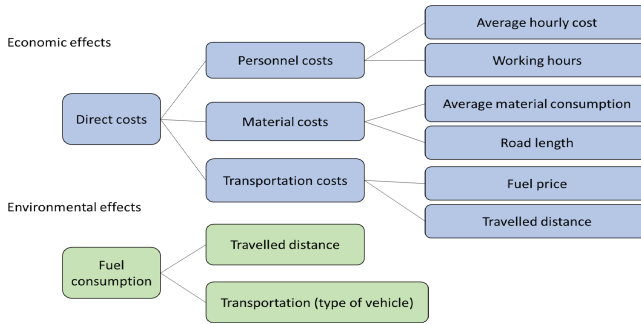 Economic effects
Direct costs
Personnel costs
Average hourly cost
Working hours
Material costs
Average material consumption
Road length
Transportation costs
Fuel price
Travelled distance
Environmental effects
Fuel
consumption
Travelled distance
Transportation (type of vehicle)